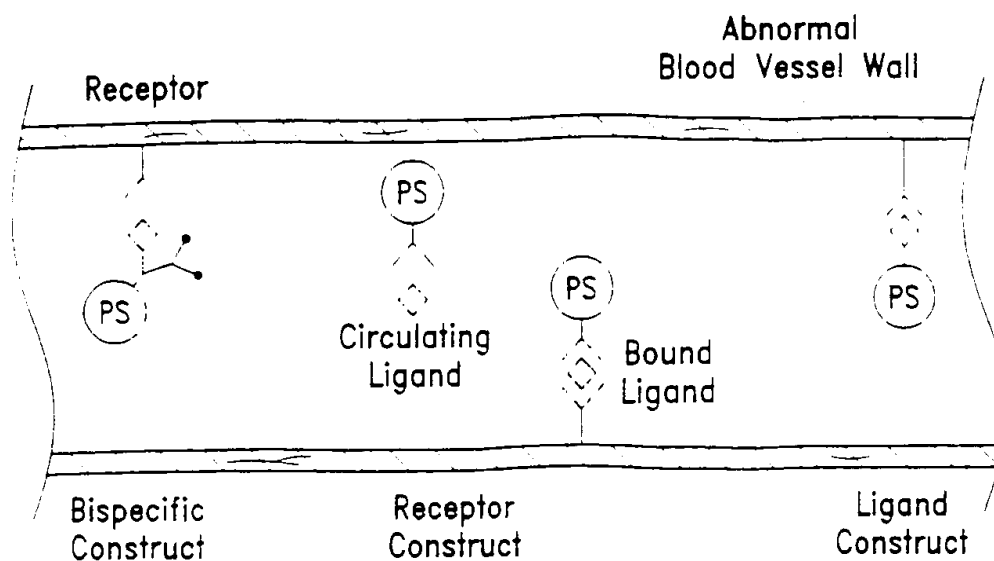 Abnormal
Blood Vessel Wall
Receptor
PS
PS
PS
PS
Circulating
Ligand
Bound
Ligand
Bispecific
Construct
Receptor
Construct
Ligand
Construct